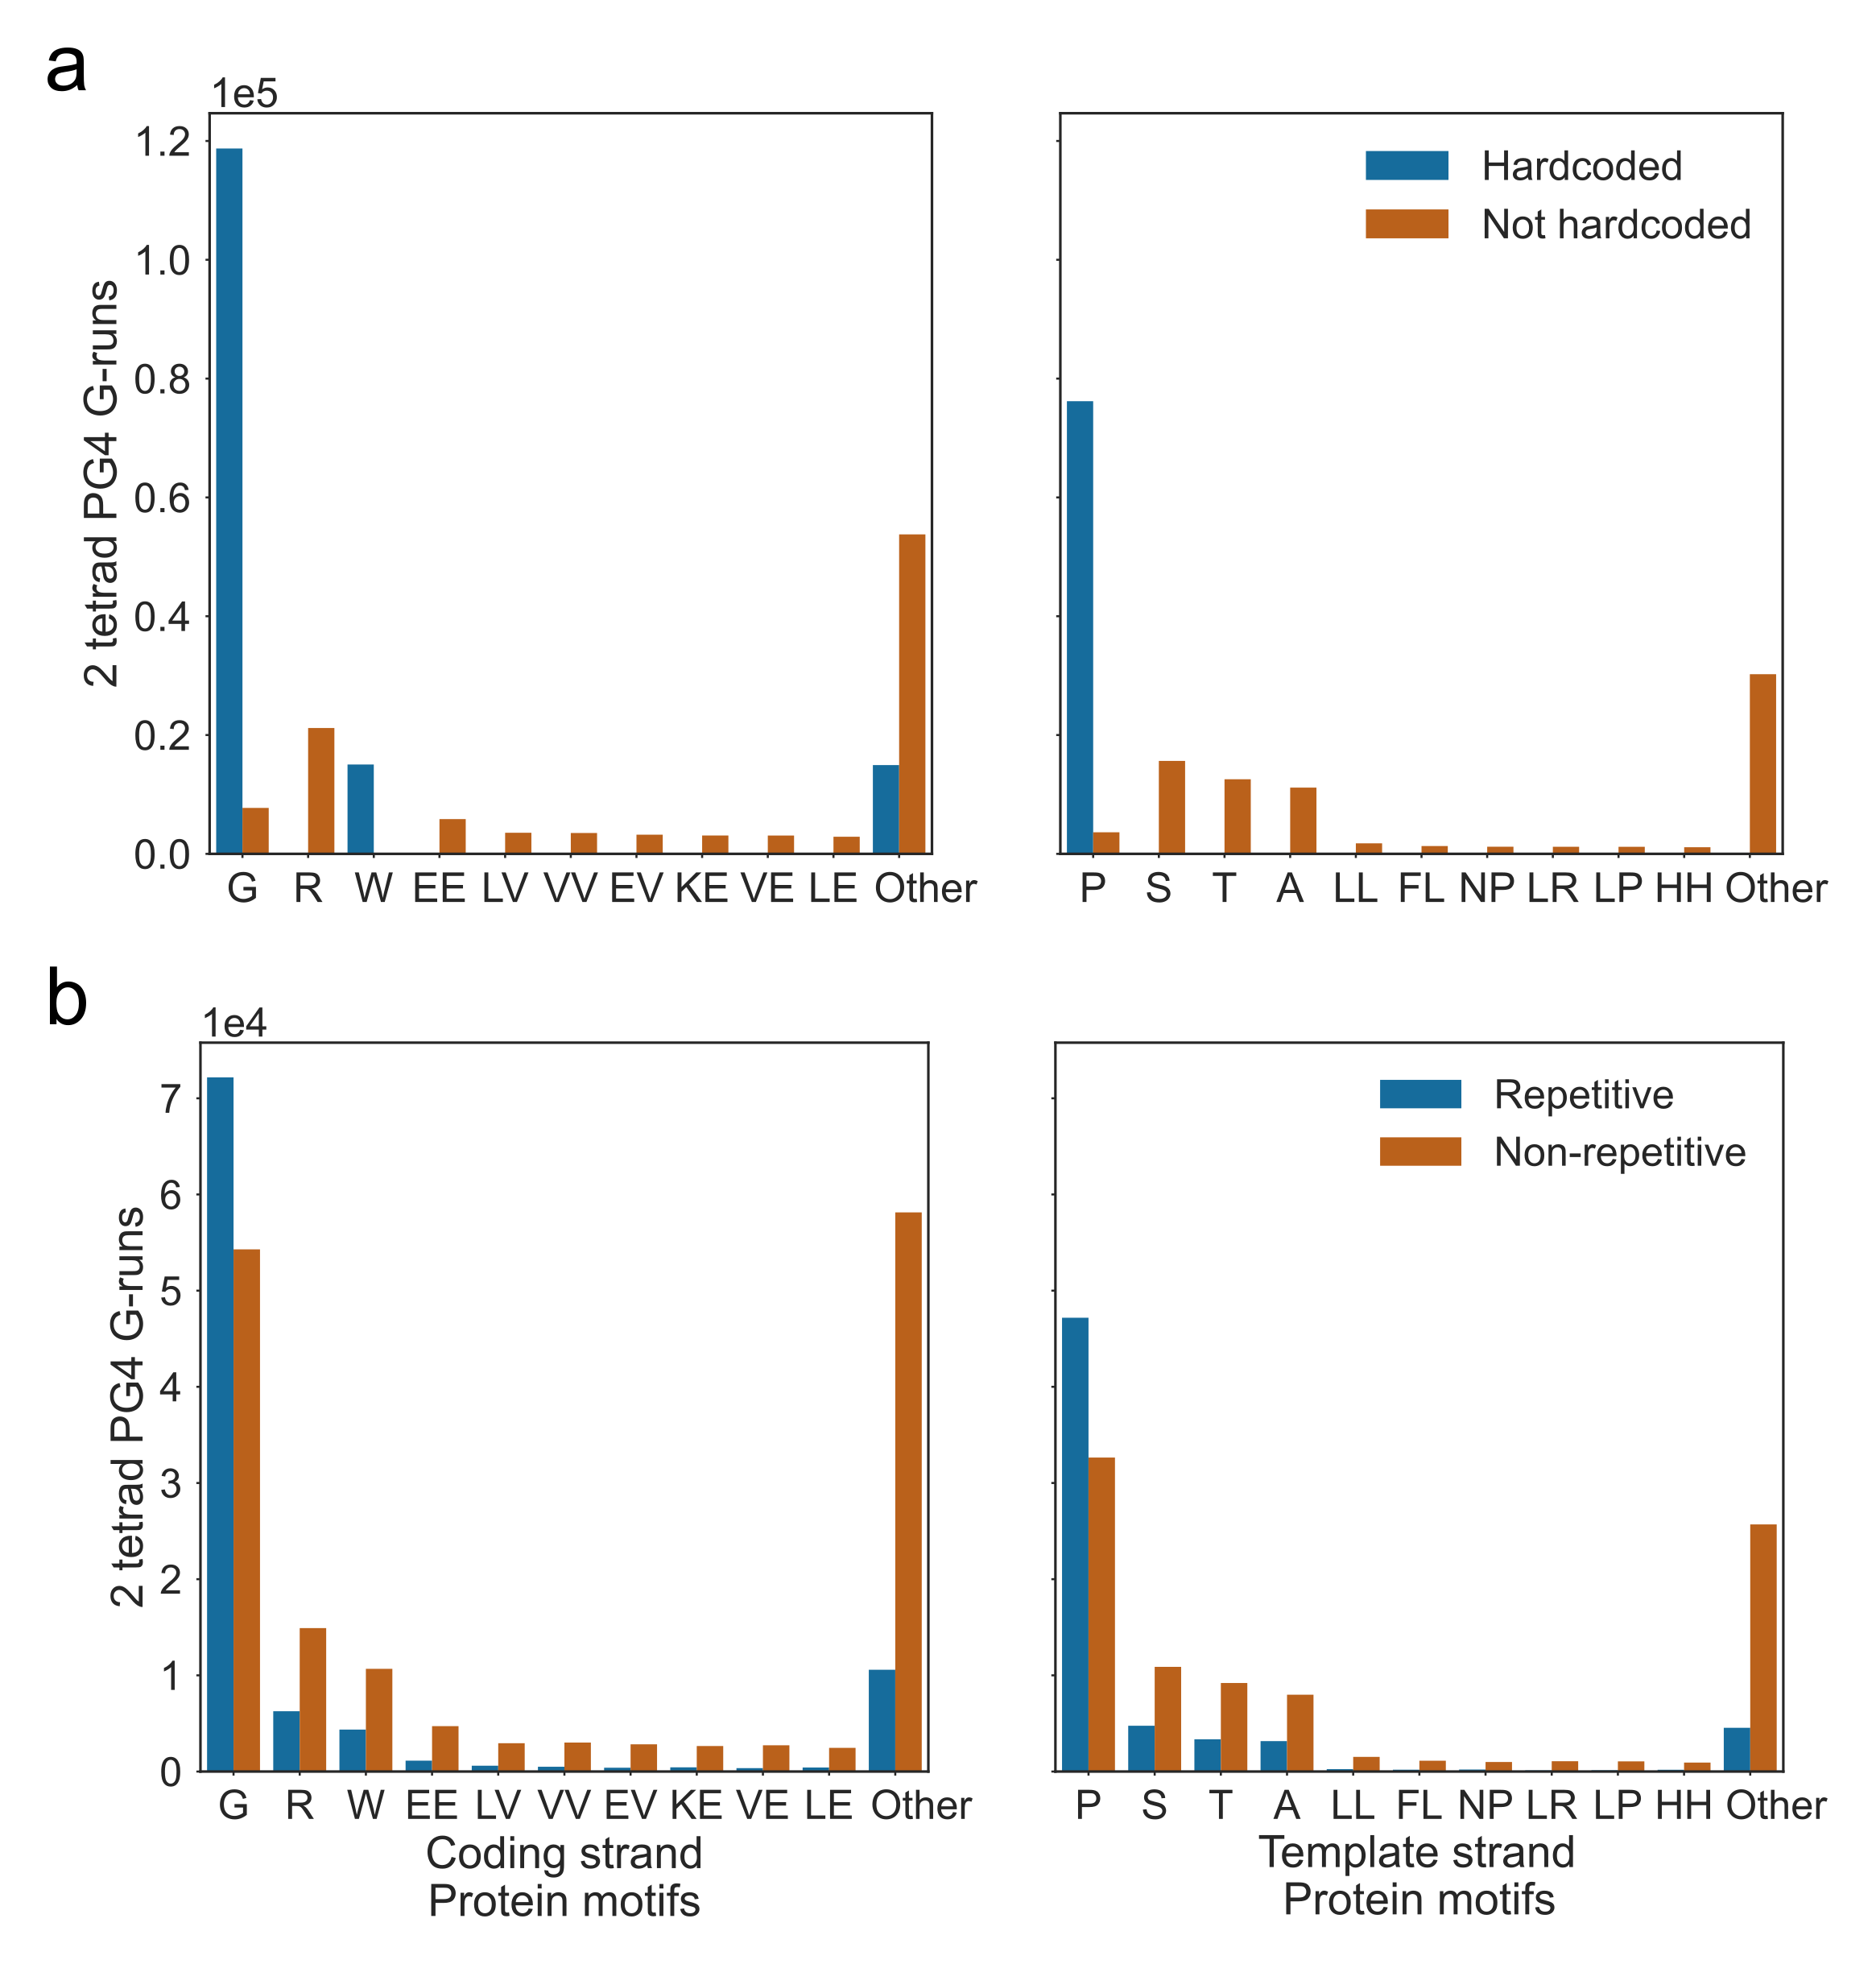 a
1e5
1.2
1.0
0.8
0.6
0.4
0.2
0.0
2 tetrad PG4 G-runs
G R W EE LV VV EV KE VE LE Other
Hardcoded
Not hardcoded
P S T A LL FL NP LR LP HH Other
b
1e4
7
6
5
4
3
2
1
0
2 tetrad PG4 G-runs
G R W EE LV VV EV KE VE LE Other
Coding strand
Protein motifs
Repetitive
Non-repetitive
P S T A LL FL NP LR LP HH Other
Template strand
Protein motifs